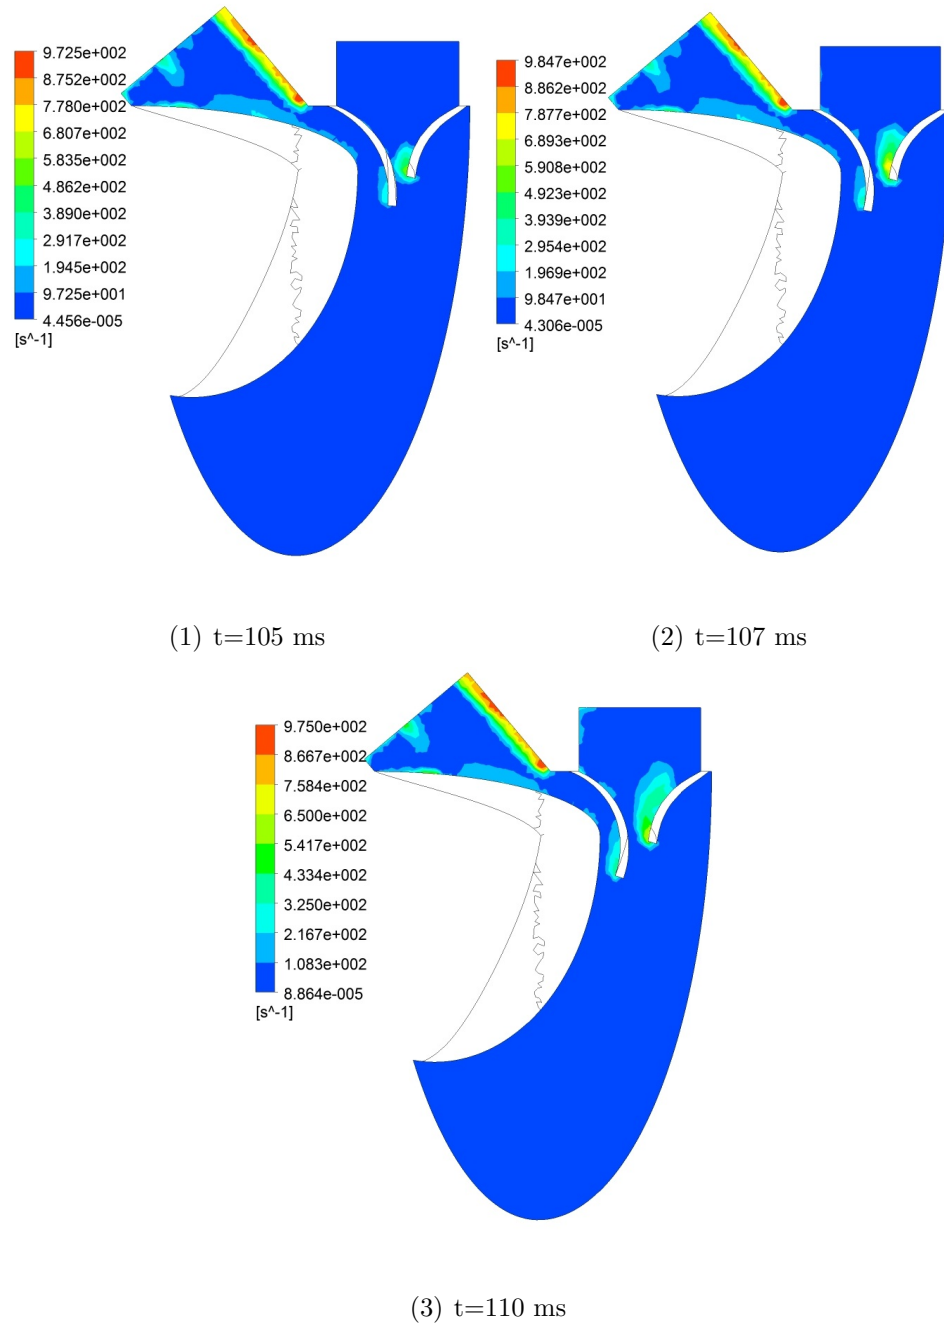 9.725e+002
8.752e+002
7.780e+002
6.807e+002
5.835e+002
4.862e+002
3.890e+002
2.917e+002
1.945e+002
9.725e+001
4.456e-005
[s^-1]
9.847e+002
8.862e+002
7.877e+002
6.893e+002
5.908e+002
4.923e+002
3.939e+002
2.954e+002
1.969e+002
9.847e+001
4.306e-005
[s^-1]
(1) t=105 ms
(2) t=107 ms
9.750e+002
8.667e+002
7.584e+002
6.500e+002
5.417e+002
4.334e+002
3.250e+002
2.167e+002
1.083e+002
8.864e-005
[s^-1]
(3) t=110 ms